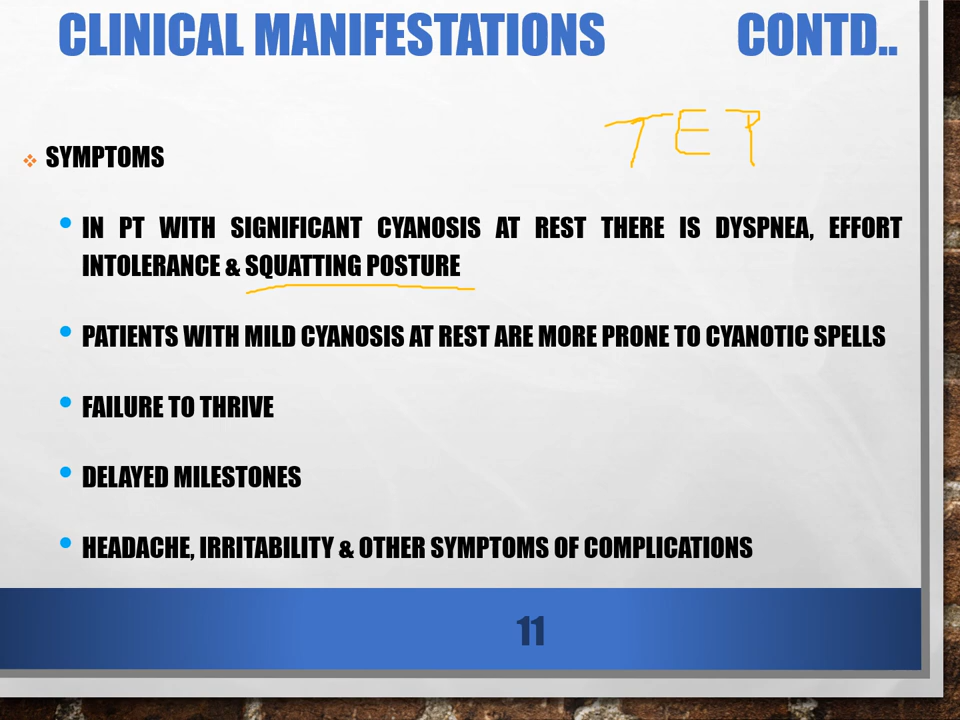 CLINICAL MANIFESTATIONS CONTD..
TET
SYMPTOMS
IN PT WITH SIGNIFICANT CYANOSIS AT REST THERE IS DYSPNEA, EFFORT
INTOLERANCE & SQUATTING POSTURE
PATIENTS WITH MILD CYANOSIS AT REST ARE MORE PRONE TO CYANOTIC SPELLS
FAILURE TO THRIVE
DELAYED MILESTONES
HEADACHE, IRRITABILITY & OTHER SYMPTOMS OF COMPLICATIONS
11